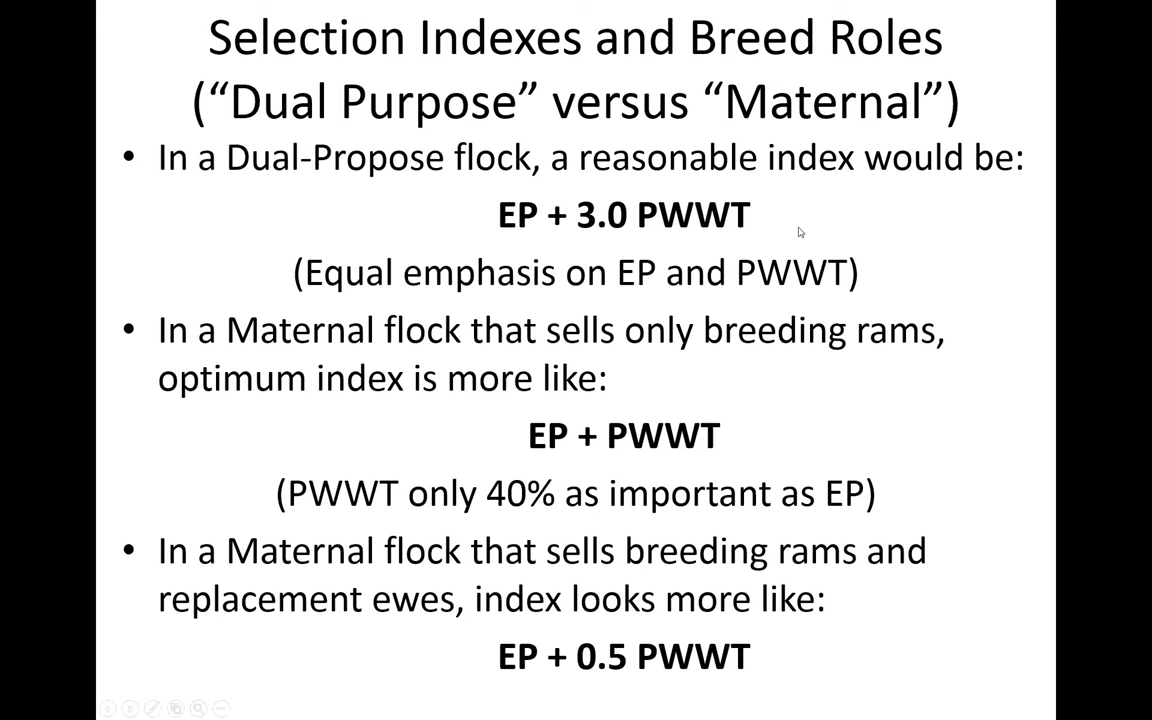 Selection Indexes and Breed Roles
(“Dual Purpose” versus “Maternal”)
• In a Dual-Propose flock, a reasonable index would be:
EP + 3.0 PWWT
(Equal emphasis on EP and PWWT)
• In a Maternal flock that sells only breeding rams,
optimum index is more like:
EP + PWWT
(PWWT only 40% as important as EP)
• In a Maternal flock that sells breeding rams and
replacement ewes, index looks more like:
EP + 0.5 PWWT